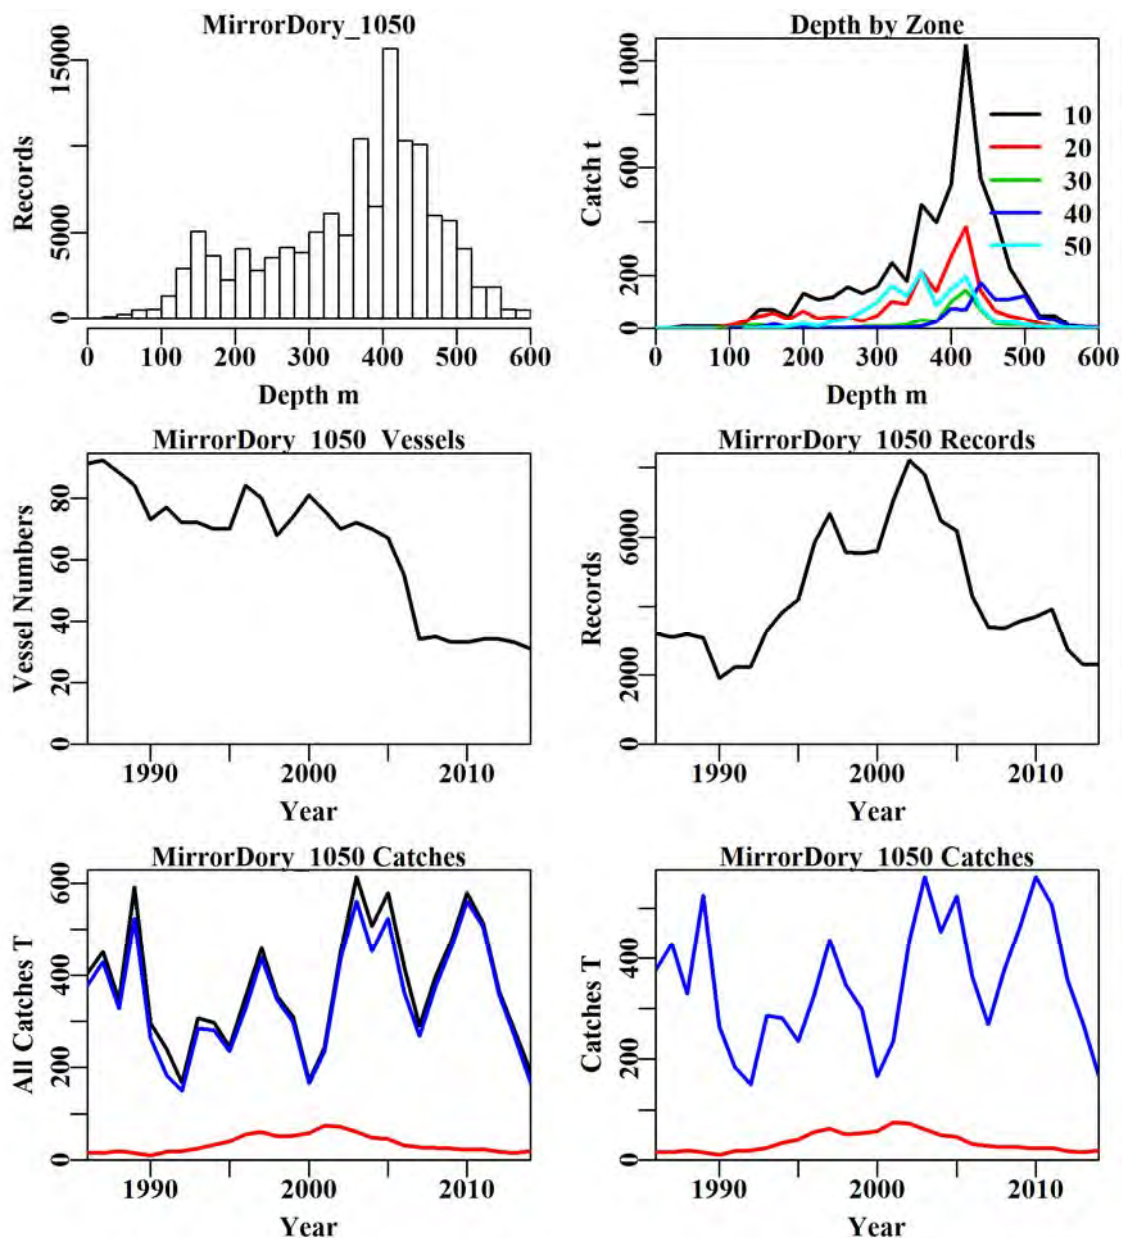 MirrorDory_1050
Records
15000
5000
0
0 100 200 300 400 500 600
Depth m
Depth by Zone
Catch t
1000
600
200
0
10
20
30
40
50
0 100 200 300 400 500 600
Depth m
MirrorDory_1050_Vessels
Vessel Numbers
80
60
40
20
0
1990 2000 2010
Year
MirrorDory_1050 Records
Records
6000
2000
0
1990 2000 2010
Year
MirrorDory_1050 Catches
All Catches T
600
400
200
0
1990 2000 2010
Year
MirrorDory_1050 Catches
Catches T
400
200
0
1990 2000 2010
Year